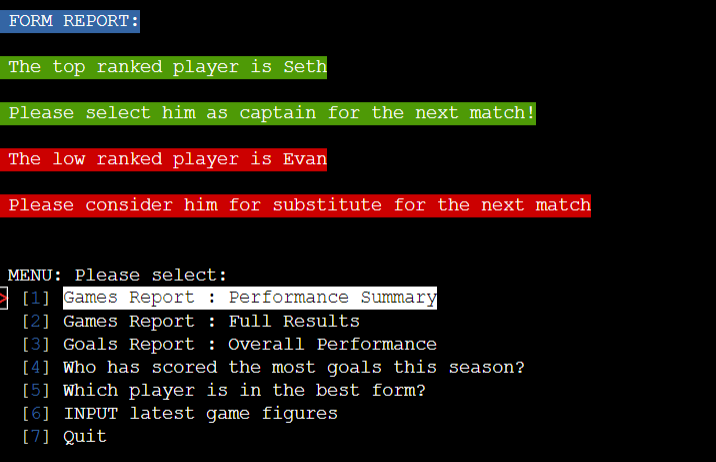 FORM REPORT:
The top ranked player is Seth
Please select him as captain for the next match!
The low ranked player is Evan
Please consider him for substitute for the next match
MENU: Please select:
> [1] Games Report : Performance Summary
[2] Games Report : Full Results
[3] Goals Report : Overall Performance
[4] Who has scored the most goals this season?
[5] Which player is in the best form?
[6] INPUT latest game figures
[7] Quit